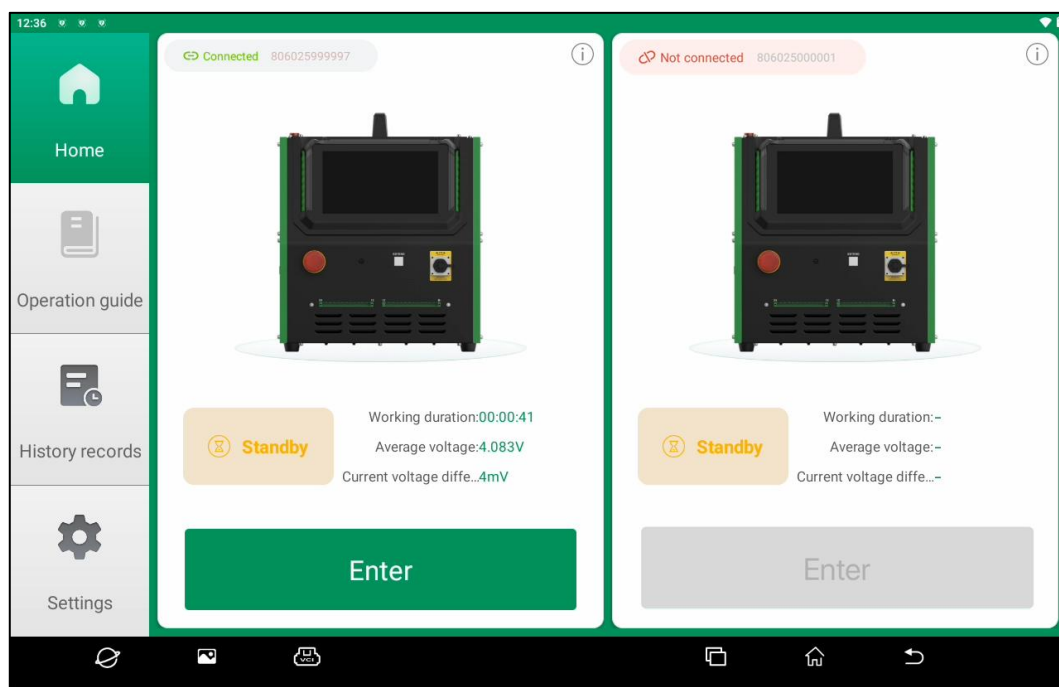 12:36
Connected 806025999997
Not connected 806025000001
Home
Operation guide
History records
Settings
Standby
Working duration:00:00:41
Average voltage:4.083V
Current voltage diffe...4mV
Enter
Standby
Working duration:-
Average voltage:-
Current voltage diffe...-
Enter
VCI